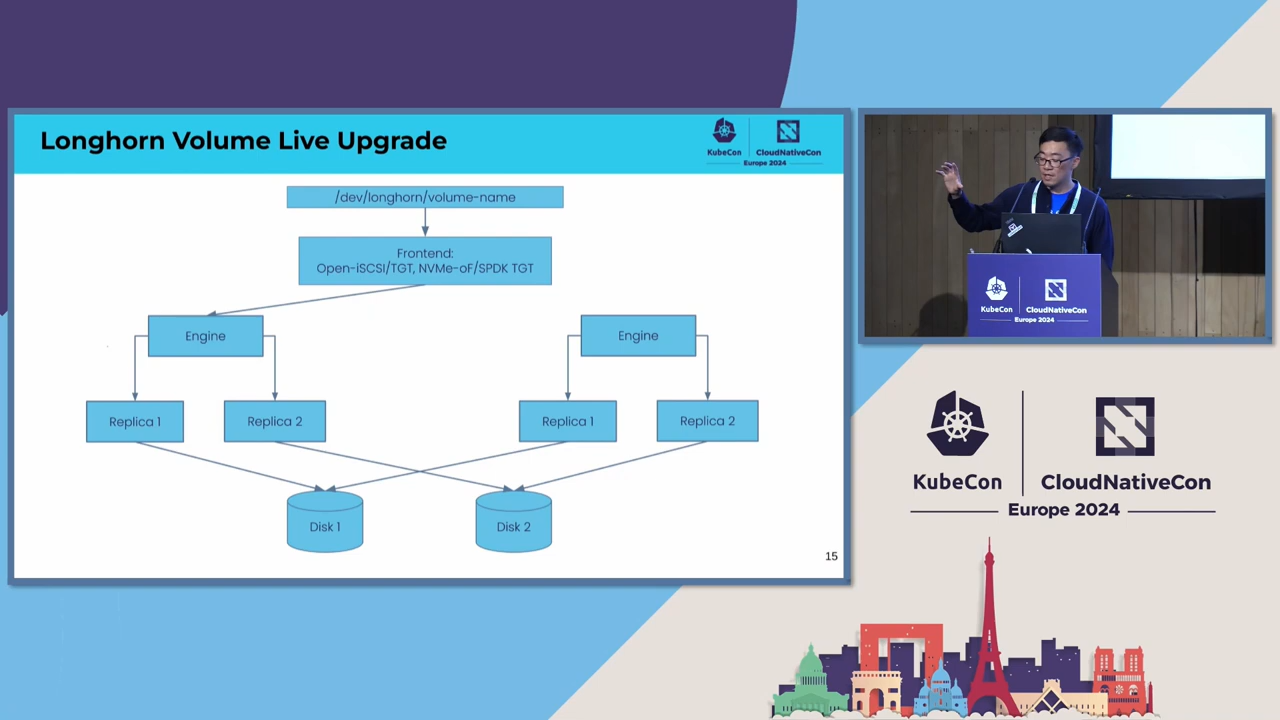 Longhorn Volume Live Upgrade
KubeCon
CloudNativeCon
Europe 2024
/dev/longhorn/volume-name
Frontend:
Open-iSCSI/TGT, NVMe-oF/SPDK TGT
Engine
Engine
Replica 1
Replica 2
Replica 1
Replica 2
Disk 1
Disk 2
15
KubeCon
CloudNativeCon
Europe 2024
KubeCon
CloudNativeCon
Europe 2024